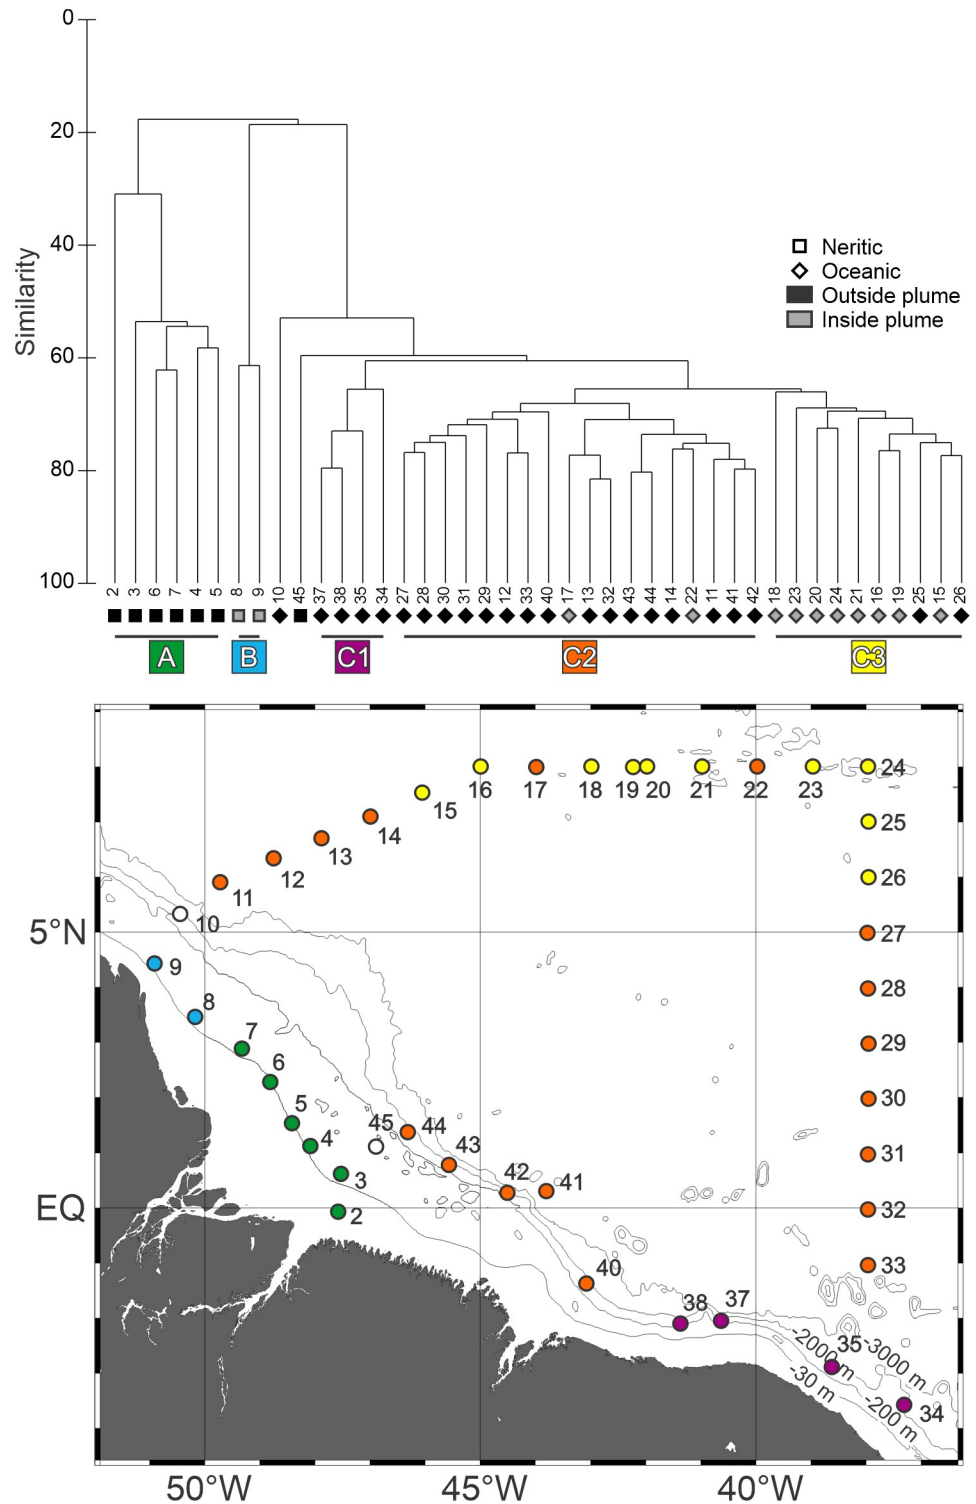 0
20
40
60
80
100
Similarity
Neritic
Oceanic
Outside plume
Inside plume
2 3 6 7 4 5 8 9 10 45 37 38 35 34 27 28 30 31 29 12 33 40 17 13 32 43 44 14 22 11 41 42 18 23 20 24 21 16 19 25 15 26
A B C1 C2 C3
24
16 17 18 19 20 21 22 23
15
25
14
13
12
26
11
10
5°N
27
9
28
8
7
29
6
30
5
45 44
4
43
31
3
42 41
EQ
2
32
40
33
38 37
35
-2000 m
-3000 m
-30 m
-200 m
34
50°W 45°W 40°W